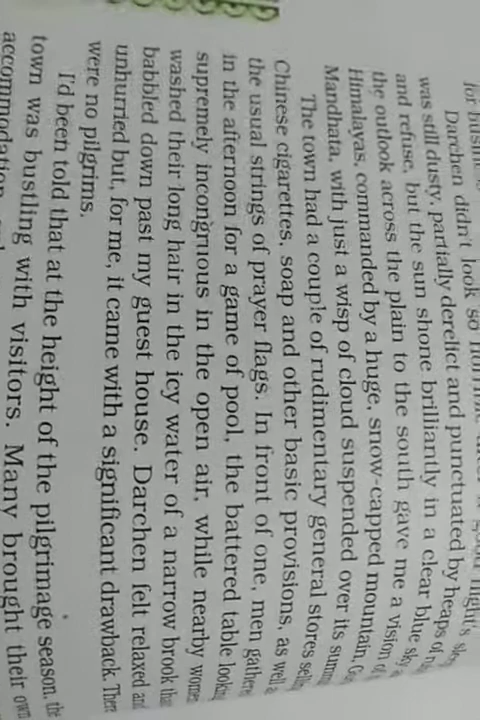 Darchen didn't look so
was still dusty, partially derelict and punctuated by heaps of
and refuse, but the sun shone brilliantly in a clear blue sky
the outlook across the plain to the south gave me a vision of
Himalayas, commanded by a huge, snow-capped mountain,
Mandhata, with just a wisp of cloud suspended over its
The town had a couple of rudimentary general stores
Chinese cigarettes, soap and other basic provisions, as well
the usual strings of prayer flags. In front of one, men
in the afternoon for a game of pool, the battered table
supremely incongruous in the open air, while nearby women
washed their long hair in the icy water of a narrow brook
babbled down past my guest house. Darchen felt relaxed
unhurried but, for me, it came with a significant drawback.
were no pilgrims.
I'd been told that at the height of the pilgrimage season, the
town was bustling with visitors. Many brought their own
accommodation